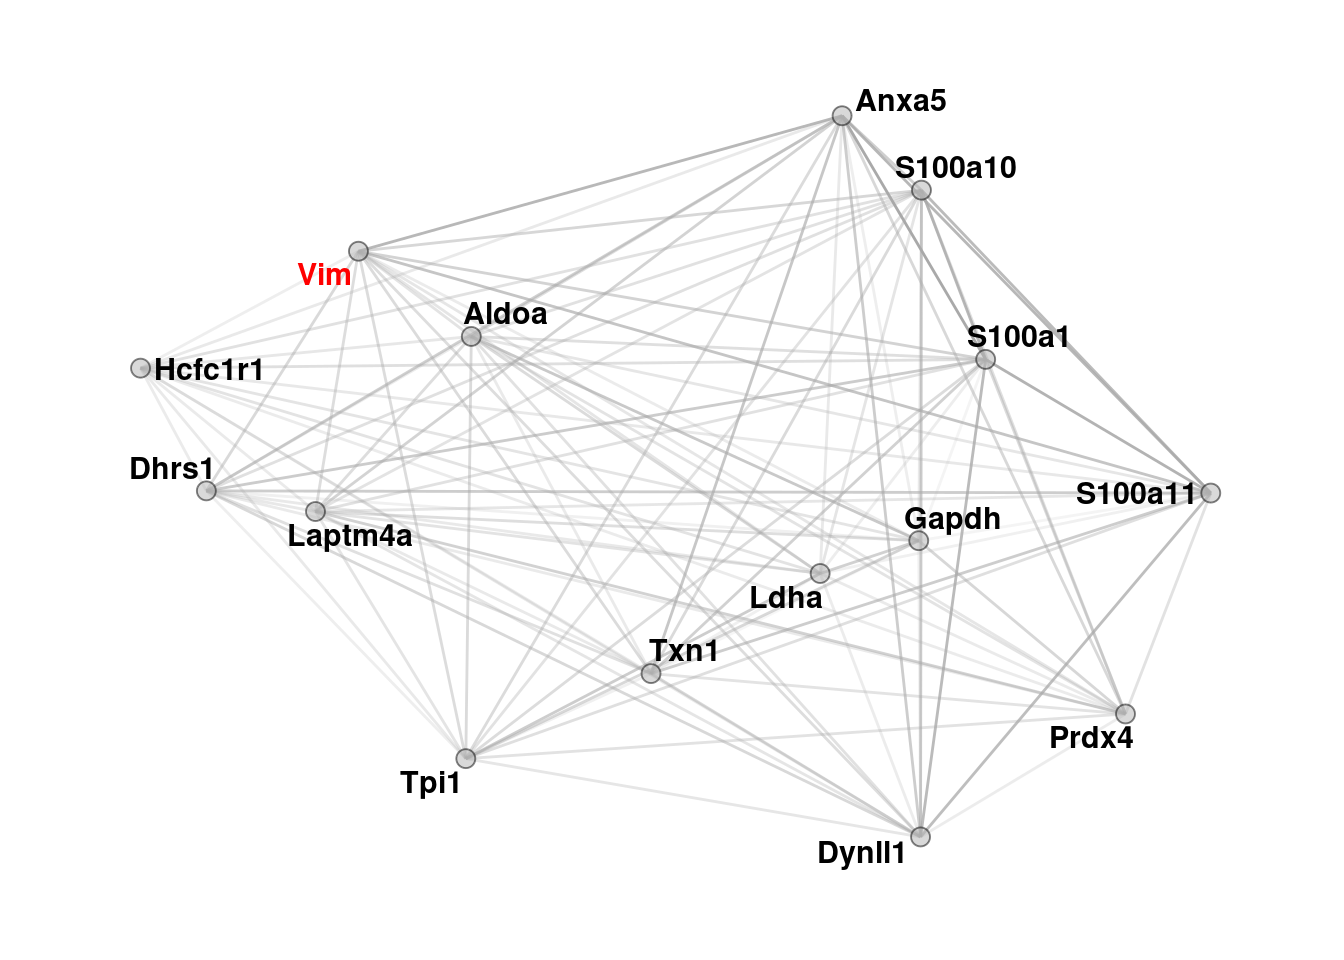 Anxa5
S100a10
Vim
Aldoa
S100a1
Hcfc1r1
Dhrs1
S100a11
Laptm4a
Gapdh
Ldha
Txn1
Prdx4
Tpi1
Dynll1